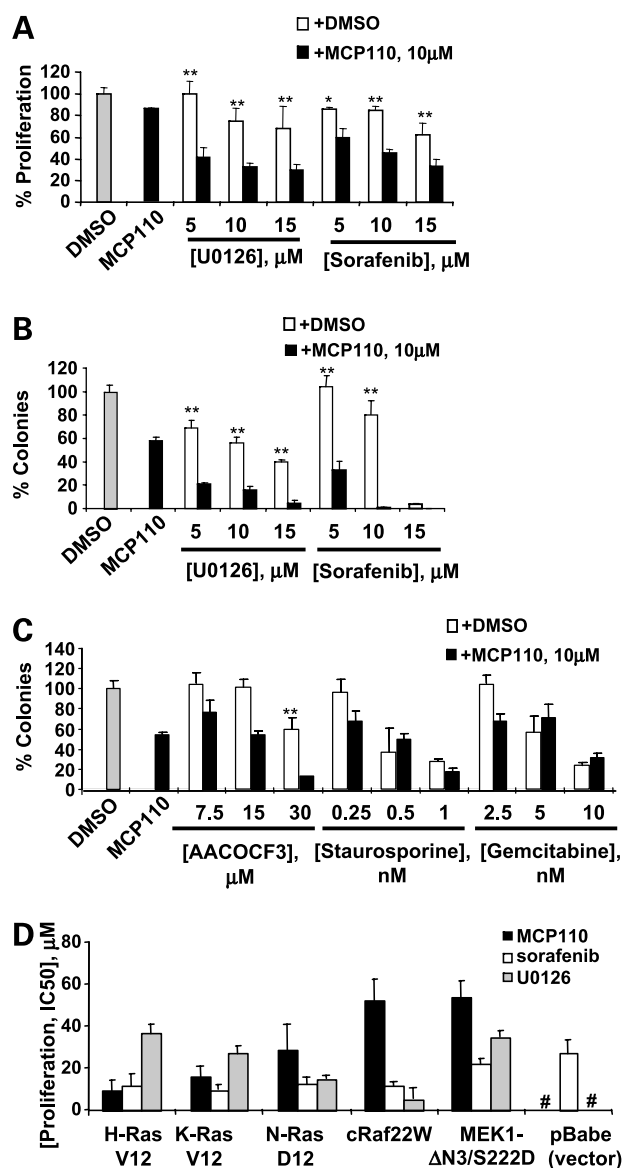 A
+DMSO
+MCP110, 10μM
% Proliferation
120
100
80
60
40
20
0
** ** ** * ** **
DMSO
MCP110
5 10 15 5 10 15
[U0126], μM [Sorafenib], μM
B
+DMSO
+MCP110, 10μM
% Colonies
120
100
80
60
40
20
0
** ** ** ** **
DMSO
MCP110
5 10 15 5 10 15
[U0126], μM [Sorafenib], μM
C
+DMSO
+MCP110, 10μM
% Colonies
140
120
100
80
60
40
20
0
**
DMSO
MCP110
7.5 15 30 0.25 0.5 1 2.5 5 10
[AACOCF3], [Staurosporine], [Gemcitabine],
μM nM nM
D
MCP110
sorafenib
U0126
[Proliferation, IC50], μM
80
60
40
20
0
# #
H-Ras K-Ras N-Ras cRaf22W MEK1- pBabe
V12 V12 D12 ΔN3/S222D (vector)